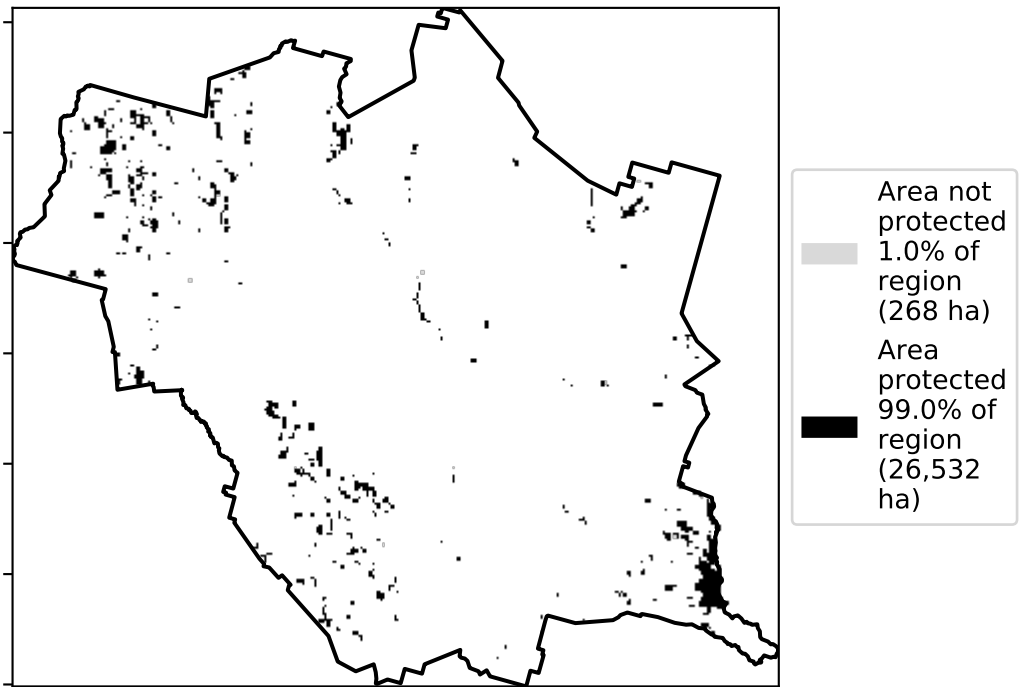 Area not
protected
1.0% of
region
(268 ha)
Area
protected
99.0% of
region
(26,532
ha)